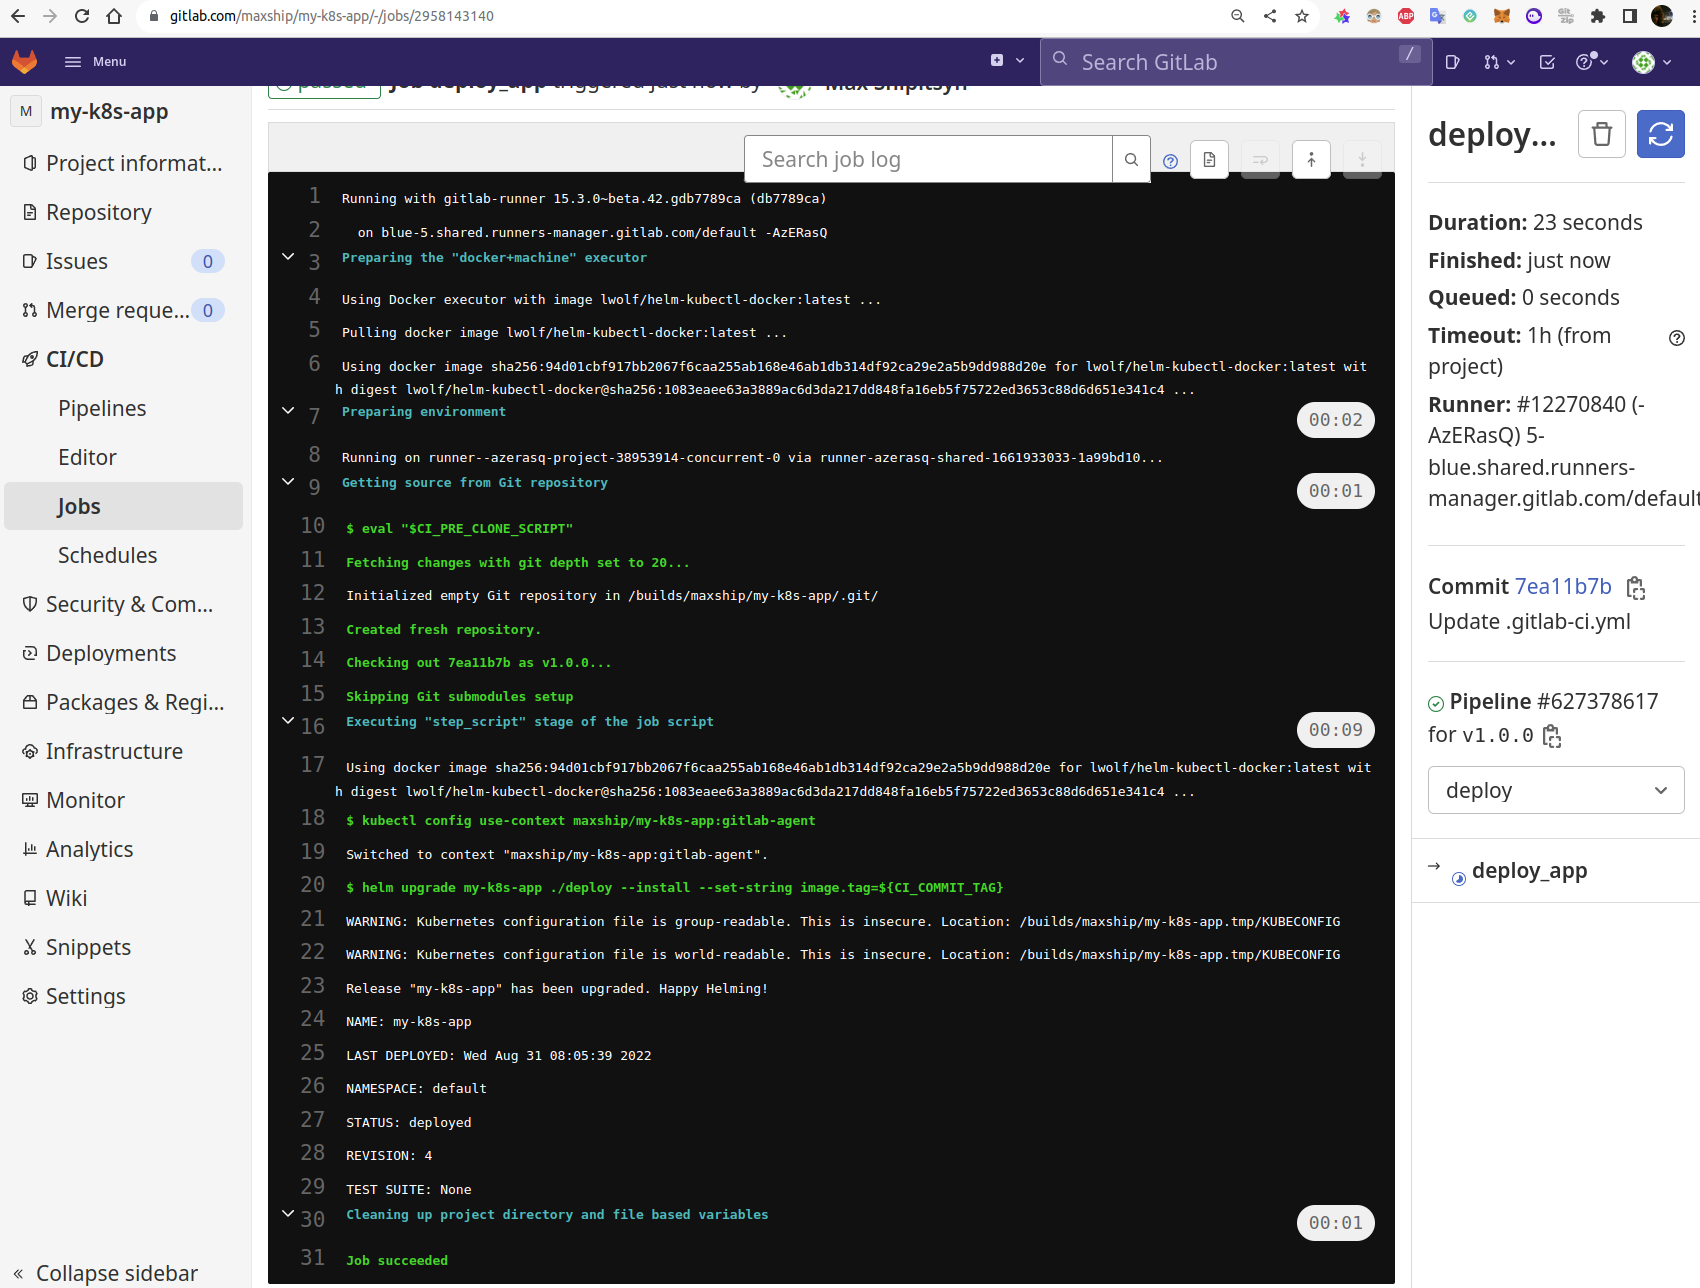 gitlab.com/maxship/my-k8s-app/-/jobs/2958143140
Menu
Search GitLab
/
passed Job deploy_app triggered just now by Max Shipitsyn
M my-k8s-app
Project informat...
Repository
Issues 0
Merge reque... 0
CI/CD
Pipelines
Editor
Jobs
Schedules
Security & Com...
Deployments
Packages & Regi...
Infrastructure
Monitor
Analytics
Wiki
Snippets
Settings
« Collapse sidebar
Search job log
1 Running with gitlab-runner 15.3.0~beta.42.gdb7789ca (db7789ca)
2 on blue-5.shared.runners-manager.gitlab.com/default -AzERasQ
3 Preparing the "docker+machine" executor
4 Using Docker executor with image lwolf/helm-kubectl-docker:latest ...
5 Pulling docker image lwolf/helm-kubectl-docker:latest ...
6 Using docker image sha256:94d01cbf917bb2067f6caa255ab168e46ab1db314df92ca29e2a5b9dd988d20e for lwolf/helm-kubectl-docker:latest wit
h digest lwolf/helm-kubectl-docker@sha256:1083eaee63a3889ac6d3da217dd848fa16eb5f75722ed3653c88d6d651e341c4 ...
7 Preparing environment 00:02
8 Running on runner--azerasq-project-38953914-concurrent-0 via runner-azerasq-shared-1661933033-1a99bd10...
9 Getting source from Git repository 00:01
10 $ eval "$CI_PRE_CLONE_SCRIPT"
11 Fetching changes with git depth set to 20...
12 Initialized empty Git repository in /builds/maxship/my-k8s-app/.git/
13 Created fresh repository.
14 Checking out 7ea11b7b as v1.0.0...
15 Skipping Git submodules setup
16 Executing "step_script" stage of the job script 00:09
17 Using docker image sha256:94d01cbf917bb2067f6caa255ab168e46ab1db314df92ca29e2a5b9dd988d20e for lwolf/helm-kubectl-docker:latest wit
h digest lwolf/helm-kubectl-docker@sha256:1083eaee63a3889ac6d3da217dd848fa16eb5f75722ed3653c88d6d651e341c4 ...
18 $ kubectl config use-context maxship/my-k8s-app:gitlab-agent
19 Switched to context "maxship/my-k8s-app:gitlab-agent".
20 $ helm upgrade my-k8s-app ./deploy --install --set-string image.tag=${CI_COMMIT_TAG}
21 WARNING: Kubernetes configuration file is group-readable. This is insecure. Location: /builds/maxship/my-k8s-app.tmp/KUBECONFIG
22 WARNING: Kubernetes configuration file is world-readable. This is insecure. Location: /builds/maxship/my-k8s-app.tmp/KUBECONFIG
23 Release "my-k8s-app" has been upgraded. Happy Helming!
24 NAME: my-k8s-app
25 LAST DEPLOYED: Wed Aug 31 08:05:39 2022
26 NAMESPACE: default
27 STATUS: deployed
28 REVISION: 4
29 TEST SUITE: None
30 Cleaning up project directory and file based variables 00:01
31 Job succeeded
deploy...
Duration: 23 seconds
Finished: just now
Queued: 0 seconds
Timeout: 1h (from
project)
Runner: #12270840 (-
AzERasQ) 5-
blue.shared.runners-
manager.gitlab.com/default
Commit 7ea11b7b
Update .gitlab-ci.yml
Pipeline #627378617
for v1.0.0
deploy
→ deploy_app